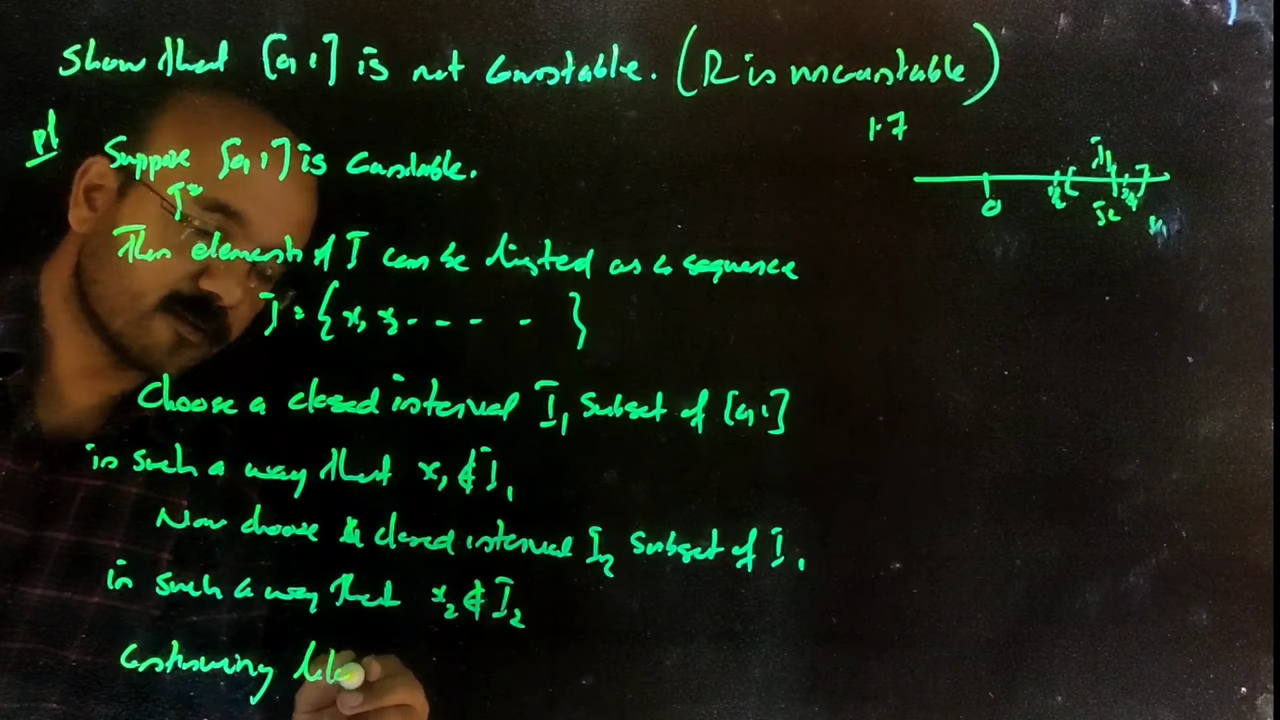 Show that [0,1] is not countable. (R is uncountable)
pf Suppose [0,1] is countable.
1.7
I =
Then elements of I can be listed as a sequence
I = { x₁ x₂ - - - - - }
Choose a closed interval I₁ subset of [0,1]
in such a way that x₁ ∉ I₁
Now choose a closed interval I₂ subset of I₁
in such a way that x₂ ∉ I₂
continuing like
0
I₁
I₂